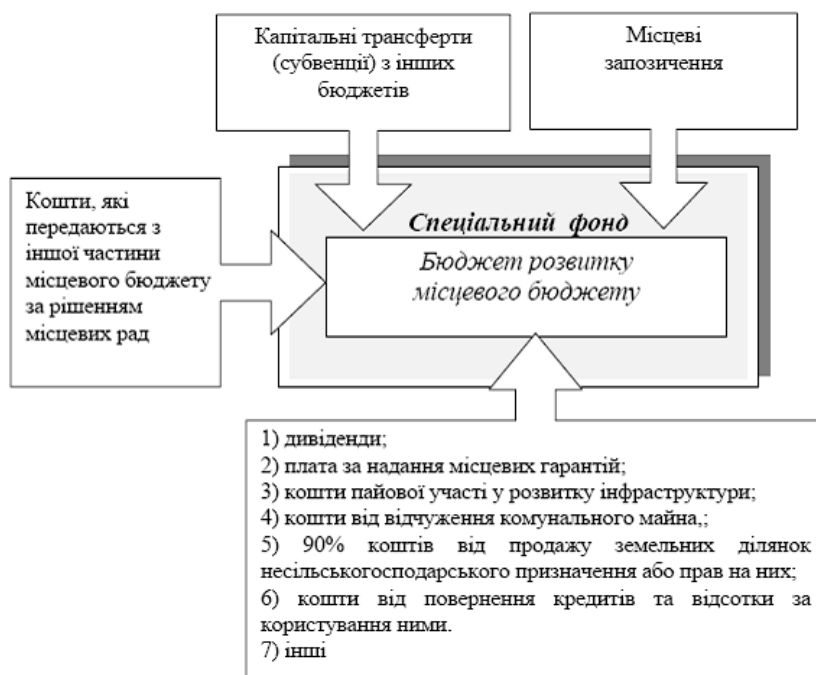 Капітальні трансферти
(субвенції) з інших
бюджетів
Місцеві
запозичення
Кошти, які
передаються з
іншої частини
місцевого бюджету
за рішенням
місцевих рад
Спеціальний фонд
Бюджет розвитку
місцевого бюджету
1) дивіденди;
2) плата за надання місцевих гарантій;
3) кошти пайової участі у розвитку інфраструктури;
4) кошти від відчуження комунального майна,;
5) 90% коштів від продажу земельних ділянок
несільськогосподарського призначення або прав на них;
6) кошти від повернення кредитів та відсотки за
користування ними.
7) інші